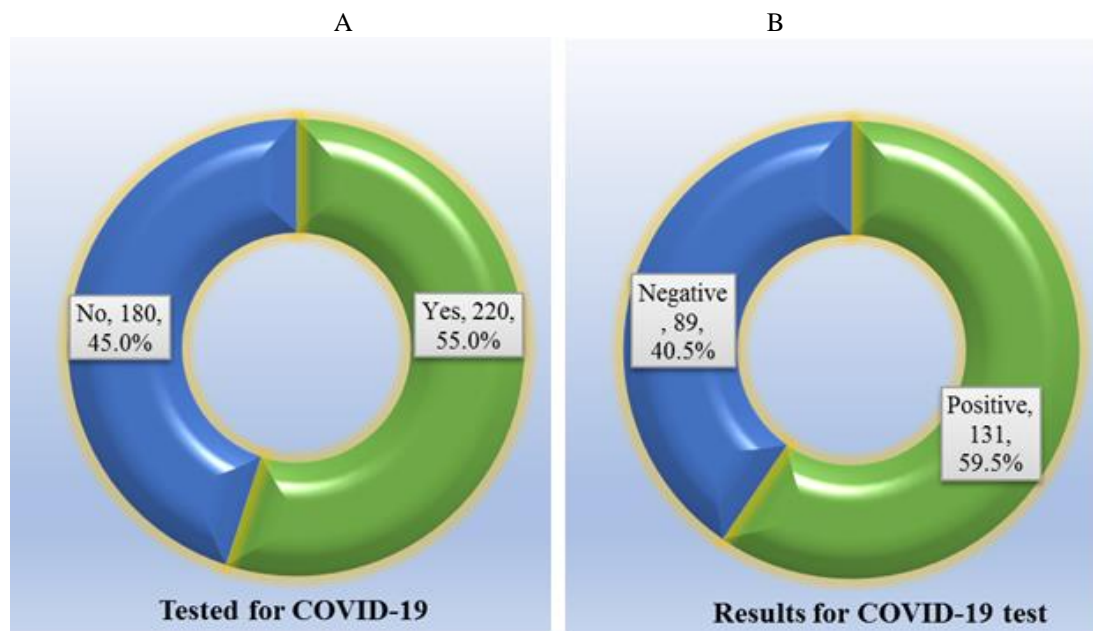 A
B
No, 180,
45.0%
Yes, 220,
55.0%
Tested for COVID-19
Negative
, 89,
40.5%
Positive,
131,
59.5%
Results for COVID-19 test